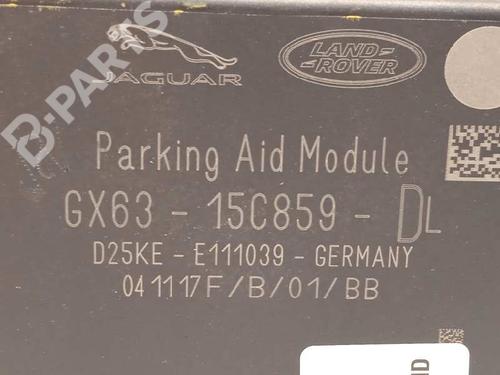 B-PARTS
JAGUAR
LAND-
ROVER
Parking Aid Module
GX63 - 15C859 - DL
D25KE - E111039 - GERMANY
041117F/B/01/BB